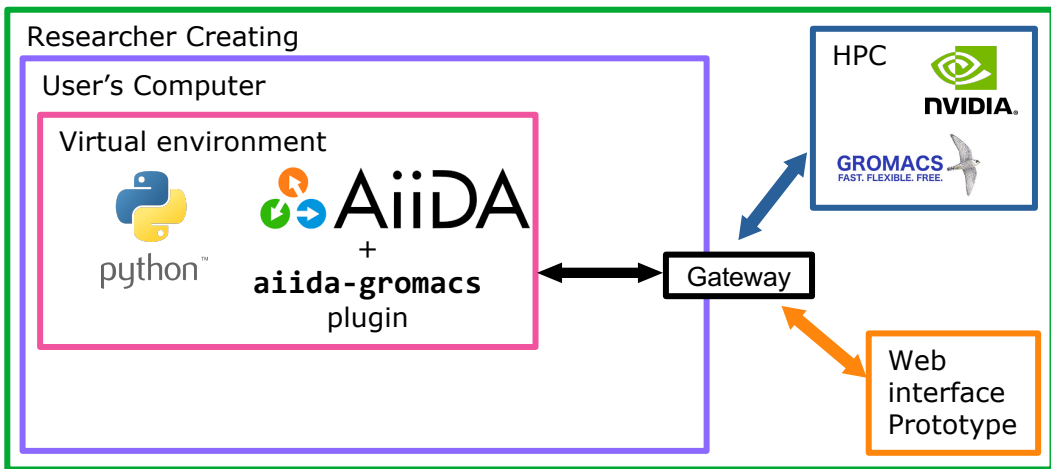 Researcher Creating
User's Computer
Virtual environment
python™
AiiDA
+
aiida-gromacs
plugin
Gateway
HPC
NVIDIA.
GROMACS
FAST. FLEXIBLE. FREE.
Web
interface
Prototype